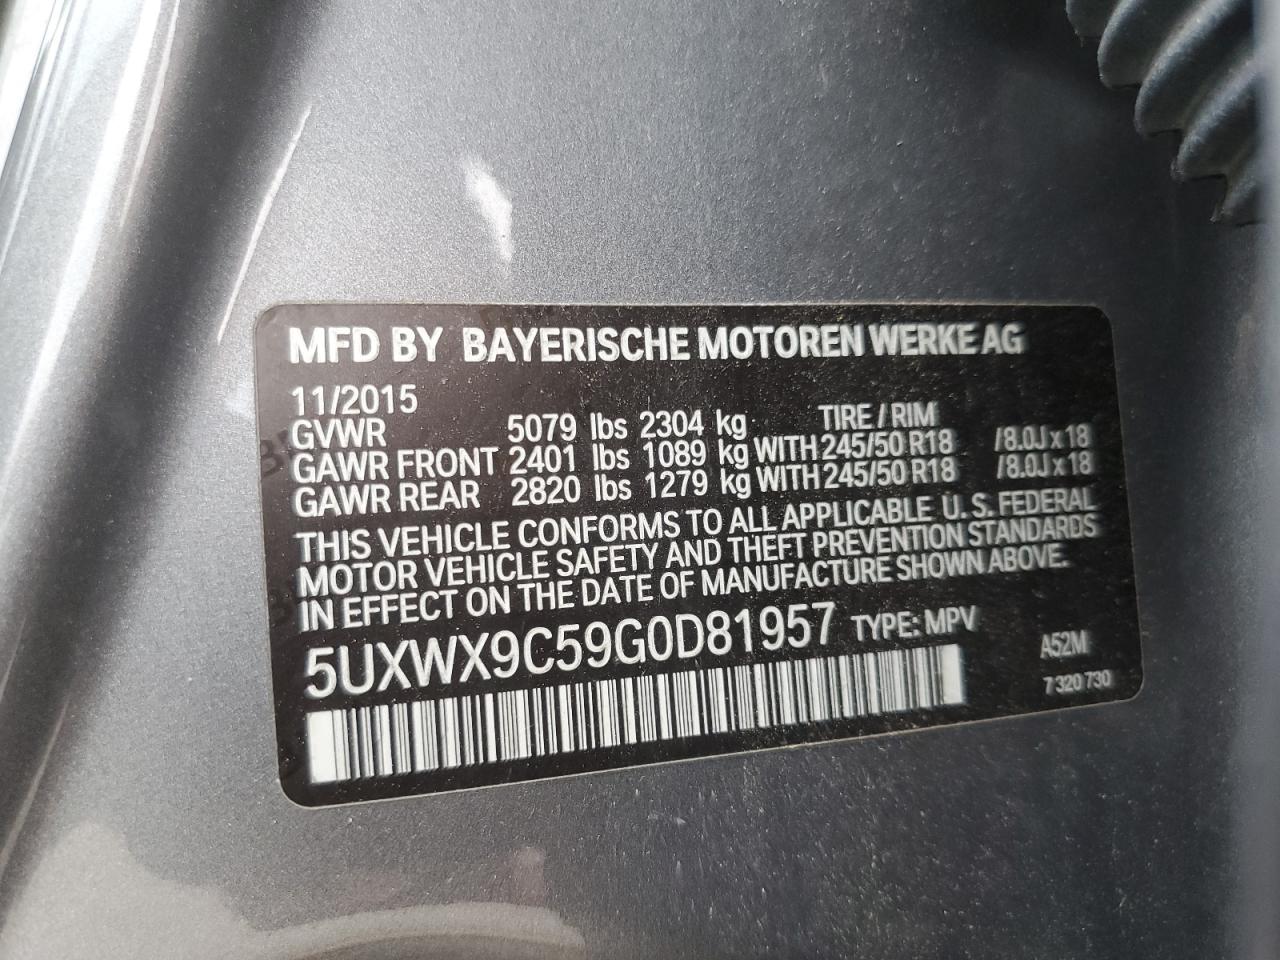 MFD BY BAYERISCHE MOTOREN WERKE AG
11/2015
GVWR 5079 lbs 2304 kg TIRE / RIM
GAWR FRONT 2401 lbs 1089 kg WITH 245/50 R18 /8.0J x 18
GAWR REAR 2820 lbs 1279 kg WITH 245/50 R18 /8.0J x 18
THIS VEHICLE CONFORMS TO ALL APPLICABLE U.S. FEDERAL
MOTOR VEHICLE SAFETY AND THEFT PREVENTION STANDARDS
IN EFFECT ON THE DATE OF MANUFACTURE SHOWN ABOVE.
5UXWX9C59G0D81957 TYPE: MPV
A52M
7 320 730